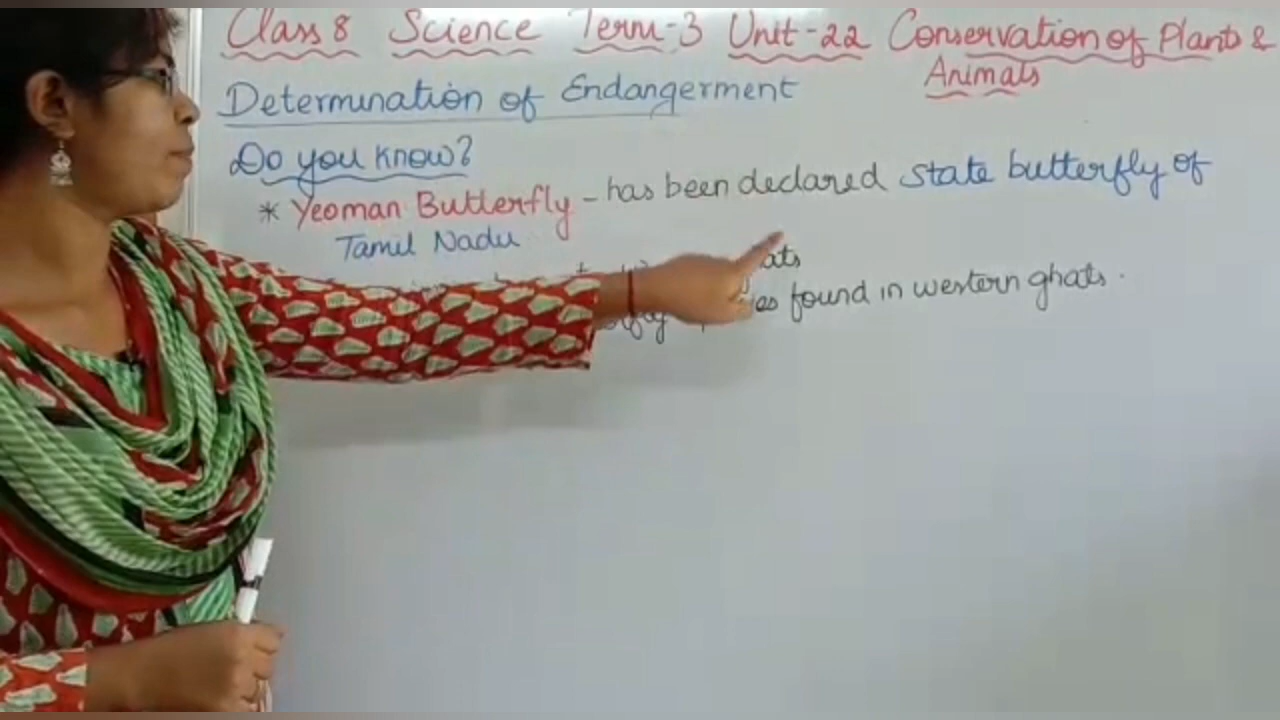 Class 8 Science Term-3 Unit-22 Conservation of Plants &
Animals
Determination of Endangerment
Do you know?
* Yeoman Butterfly - has been declared state butterfly of
Tamil Nadu
found in western ghats.